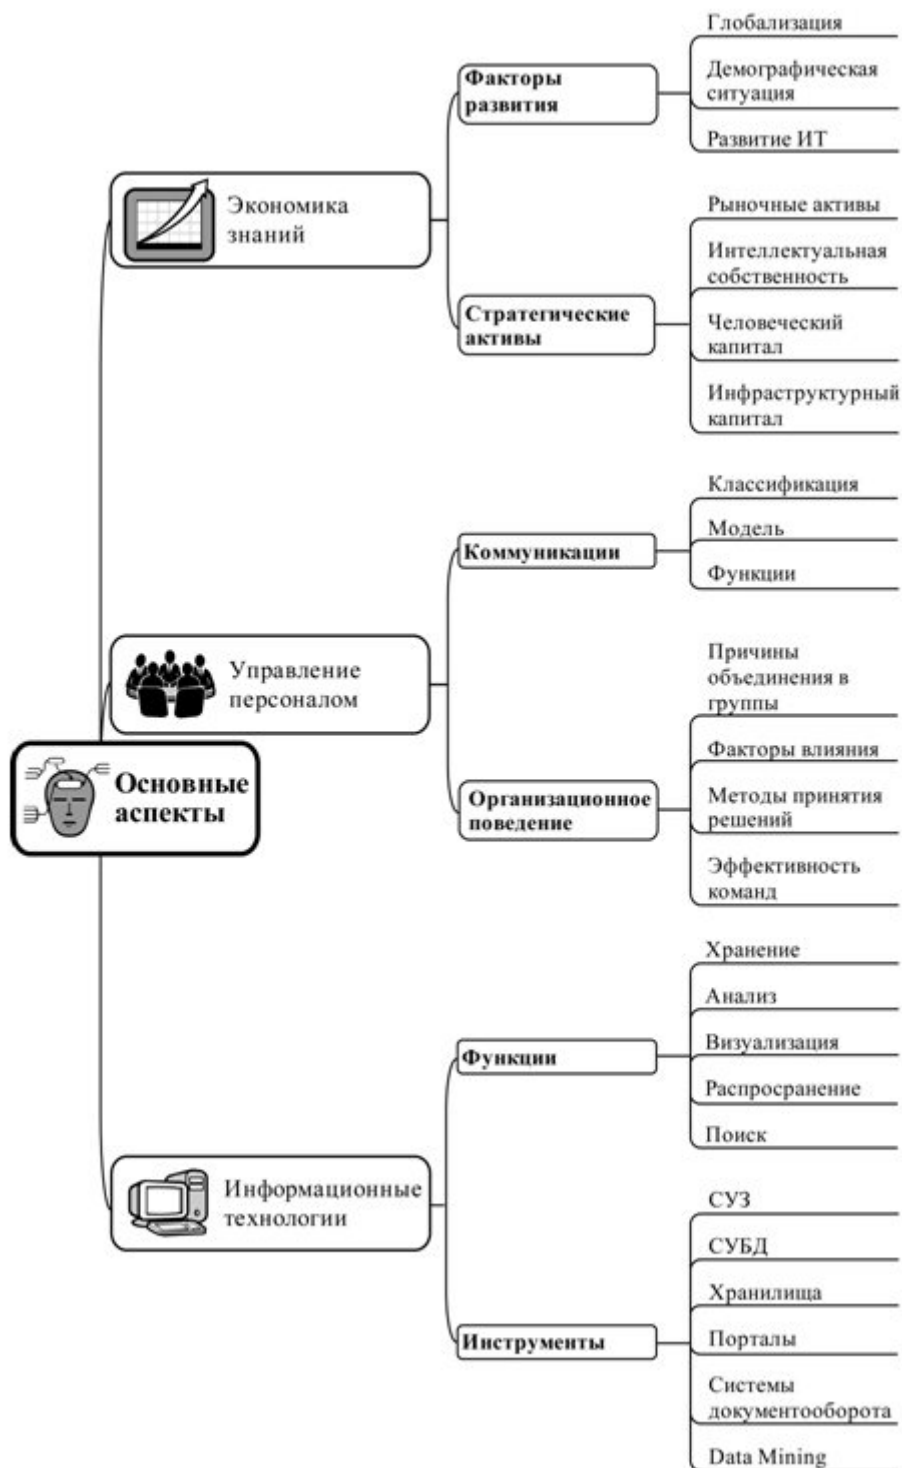 Глобализация
Факторы
развития
Демографическая
ситуация
Развитие ИТ
Экономика
знаний
Рыночные активы
Интеллектуальная
собственность
Стратегические
активы
Человеческий
капитал
Инфраструктурный
капитал
Классификация
Коммуникации
Модель
Функции
Управление
персоналом
Причины
объединения в
группы
Факторы влияния
Основные
аспекты
Организационное
поведение
Методы принятия
решений
Эффективность
команд
Хранение
Анализ
Функции
Визуализация
Распросранение
Поиск
Информационные
технологии
СУЗ
СУБД
Хранилища
Инструменты
Порталы
Системы
документооборота
Data Mining